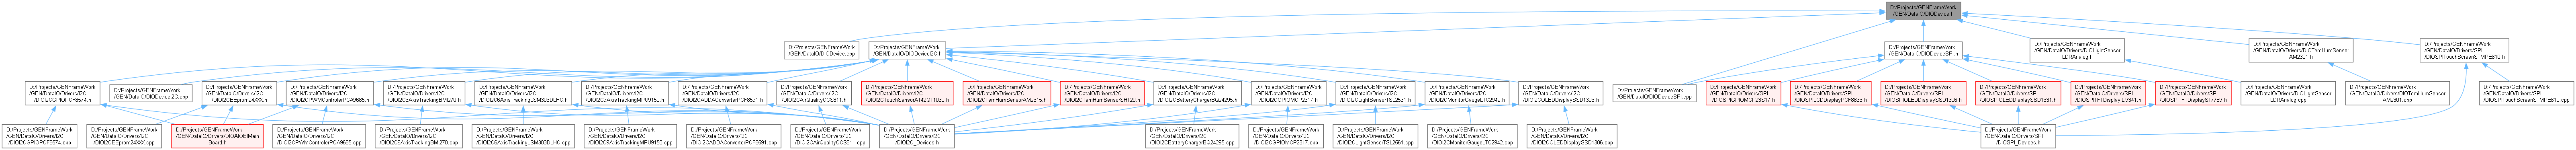 D:/Projects/GENFrameWork
/GEN/DataIO/DIODevice.h
D:/Projects/GENFrameWork
/GEN/DataIO/DIODevice.cpp
D:/Projects/GENFrameWork
/GEN/DataIO/DIODeviceI2C.h
D:/Projects/GENFrameWork
/GEN/DataIO/DIODeviceSPI.h
D:/Projects/GENFrameWork
/GEN/DataIO/Drivers/DIOLightSensor
LDRAnalog.h
D:/Projects/GENFrameWork
/GEN/DataIO/Drivers/DIOTemHumSensor
AM2301.h
D:/Projects/GENFrameWork
/GEN/DataIO/Drivers/SPI
/DIOSPITouchScreenSTMPE610.h
D:/Projects/GENFrameWork
/GEN/DataIO/Drivers/I2C
/DIOI2CGPIOPCF8574.h
D:/Projects/GENFrameWork
/GEN/DataIO/DIODeviceI2C.cpp
D:/Projects/GENFrameWork
/GEN/DataIO/Drivers/I2C
/DIOI2CEEprom24XXX.h
D:/Projects/GENFrameWork
/GEN/DataIO/Drivers/I2C
/DIOI2CPWMControlerPCA9685.h
D:/Projects/GENFrameWork
/GEN/DataIO/Drivers/I2C
/DIOI2C6AxisTrackingBMI270.h
D:/Projects/GENFrameWork
/GEN/DataIO/Drivers/I2C
/DIOI2C6AxisTrackingLSM303DLHC.h
D:/Projects/GENFrameWork
/GEN/DataIO/Drivers/I2C
/DIOI2C9AxisTrackingMPU9150.h
D:/Projects/GENFrameWork
/GEN/DataIO/Drivers/I2C
/DIOI2CADDAConverterPCF8591.h
D:/Projects/GENFrameWork
/GEN/DataIO/Drivers/I2C
/DIOI2CAirQualityCCS811.h
D:/Projects/GENFrameWork
/GEN/DataIO/Drivers/I2C
/DIOI2CTouchSensorAT42QT1060.h
D:/Projects/GENFrameWork
/GEN/DataIO/Drivers/I2C
/DIOI2CTemHumSensorAM2315.h
D:/Projects/GENFrameWork
/GEN/DataIO/Drivers/I2C
/DIOI2CTemHumSensorSHT20.h
D:/Projects/GENFrameWork
/GEN/DataIO/Drivers/I2C
/DIOI2CBatteryChargerBQ24295.h
D:/Projects/GENFrameWork
/GEN/DataIO/Drivers/I2C
/DIOI2CGPIOMCP2317.h
D:/Projects/GENFrameWork
/GEN/DataIO/Drivers/I2C
/DIOI2CLightSensorTSL2561.h
D:/Projects/GENFrameWork
/GEN/DataIO/Drivers/I2C
/DIOI2CMonitorGaugeLTC2942.h
D:/Projects/GENFrameWork
/GEN/DataIO/Drivers/I2C
/DIOI2COLEDDisplaySSD1306.h
D:/Projects/GENFrameWork
/GEN/DataIO/DIODeviceSPI.cpp
D:/Projects/GENFrameWork
/GEN/DataIO/Drivers/SPI
/DIOSPIGPIOMCP23S17.h
D:/Projects/GENFrameWork
/GEN/DataIO/Drivers/SPI
/DIOSPILCDDisplayPCF8833.h
D:/Projects/GENFrameWork
/GEN/DataIO/Drivers/SPI
/DIOSPIOLEDDisplaySSD1306.h
D:/Projects/GENFrameWork
/GEN/DataIO/Drivers/SPI
/DIOSPIOLEDDisplaySSD1331.h
D:/Projects/GENFrameWork
/GEN/DataIO/Drivers/SPI
/DIOSPITFTDisplayILI9341.h
D:/Projects/GENFrameWork
/GEN/DataIO/Drivers/SPI
/DIOSPITFTDisplayST7789.h
D:/Projects/GENFrameWork
/GEN/DataIO/Drivers/DIOLightSensor
LDRAnalog.cpp
D:/Projects/GENFrameWork
/GEN/DataIO/Drivers/DIOTemHumSensor
AM2301.cpp
D:/Projects/GENFrameWork
/GEN/DataIO/Drivers/SPI
/DIOSPITouchScreenSTMPE610.cpp
D:/Projects/GENFrameWork
/GEN/DataIO/Drivers/I2C
/DIOI2CGPIOPCF8574.cpp
D:/Projects/GENFrameWork
/GEN/DataIO/Drivers/I2C
/DIOI2CEEprom24XXX.cpp
D:/Projects/GENFrameWork
/GEN/DataIO/Drivers/DIOAO$BMain
Board.h
D:/Projects/GENFrameWork
/GEN/DataIO/Drivers/I2C
/DIOI2CPWMControlerPCA9685.cpp
D:/Projects/GENFrameWork
/GEN/DataIO/Drivers/I2C
/DIOI2C6AxisTrackingBMI270.cpp
D:/Projects/GENFrameWork
/GEN/DataIO/Drivers/I2C
/DIOI2C6AxisTrackingLSM303DLHC.cpp
D:/Projects/GENFrameWork
/GEN/DataIO/Drivers/I2C
/DIOI2C9AxisTrackingMPU9150.cpp
D:/Projects/GENFrameWork
/GEN/DataIO/Drivers/I2C
/DIOI2CADDAConverterPCF8591.cpp
D:/Projects/GENFrameWork
/GEN/DataIO/Drivers/I2C
/DIOI2CAirQualityCCS811.cpp
D:/Projects/GENFrameWork
/GEN/DataIO/Drivers/I2C
/DIOI2C_Devices.h
D:/Projects/GENFrameWork
/GEN/DataIO/Drivers/I2C
/DIOI2CBatteryChargerBQ24295.cpp
D:/Projects/GENFrameWork
/GEN/DataIO/Drivers/I2C
/DIOI2CGPIOMCP2317.cpp
D:/Projects/GENFrameWork
/GEN/DataIO/Drivers/I2C
/DIOI2CLightSensorTSL2561.cpp
D:/Projects/GENFrameWork
/GEN/DataIO/Drivers/I2C
/DIOI2CMonitorGaugeLTC2942.cpp
D:/Projects/GENFrameWork
/GEN/DataIO/Drivers/I2C
/DIOI2COLEDDisplaySSD1306.cpp
D:/Projects/GENFrameWork
/GEN/DataIO/Drivers/SPI
/DIOSPI_Devices.h